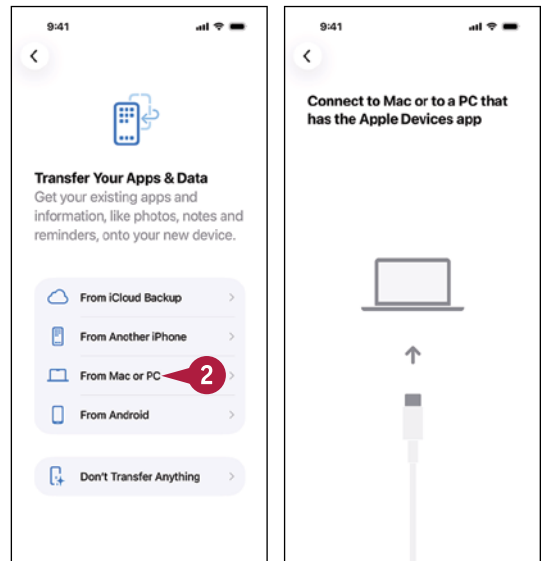 9:41
Transfer Your Apps & Data
Get your existing apps and
information, like photos, notes and
reminders, onto your new device.
From iCloud Backup
From Another iPhone
From Mac or PC
2
From Android
Don't Transfer Anything
9:41
Connect to Mac or to a PC that
has the Apple Devices app